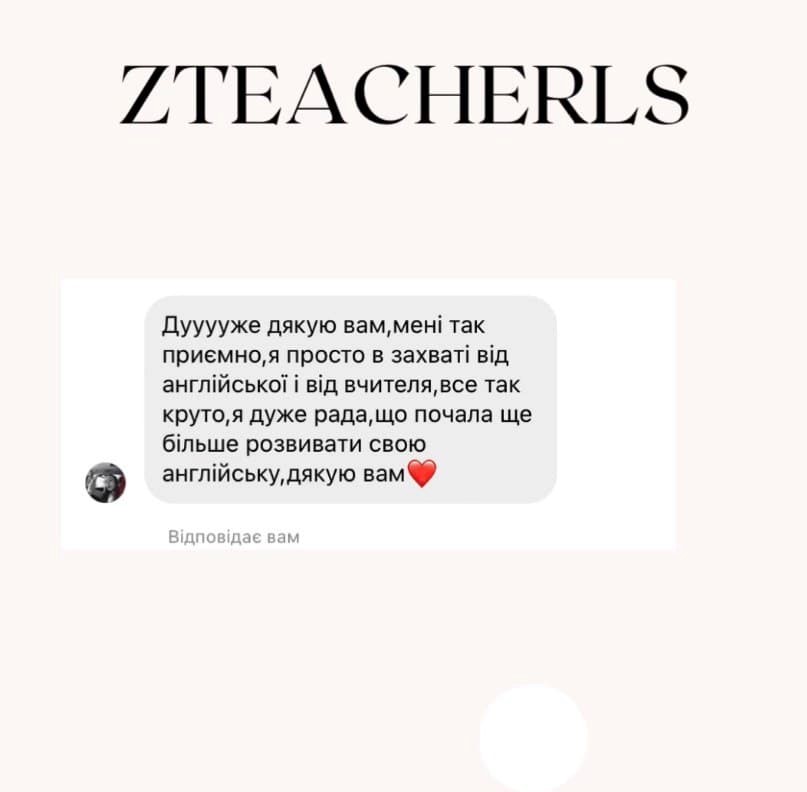 ZTEACHERLS
Дууууже дякую вам,мені так
приємно,я просто в захваті від
англійської і від вчителя,все так
круто,я дуже рада,що почала ще
більше розвивати свою
англійську,дякую вам❤️
Відповідає вам